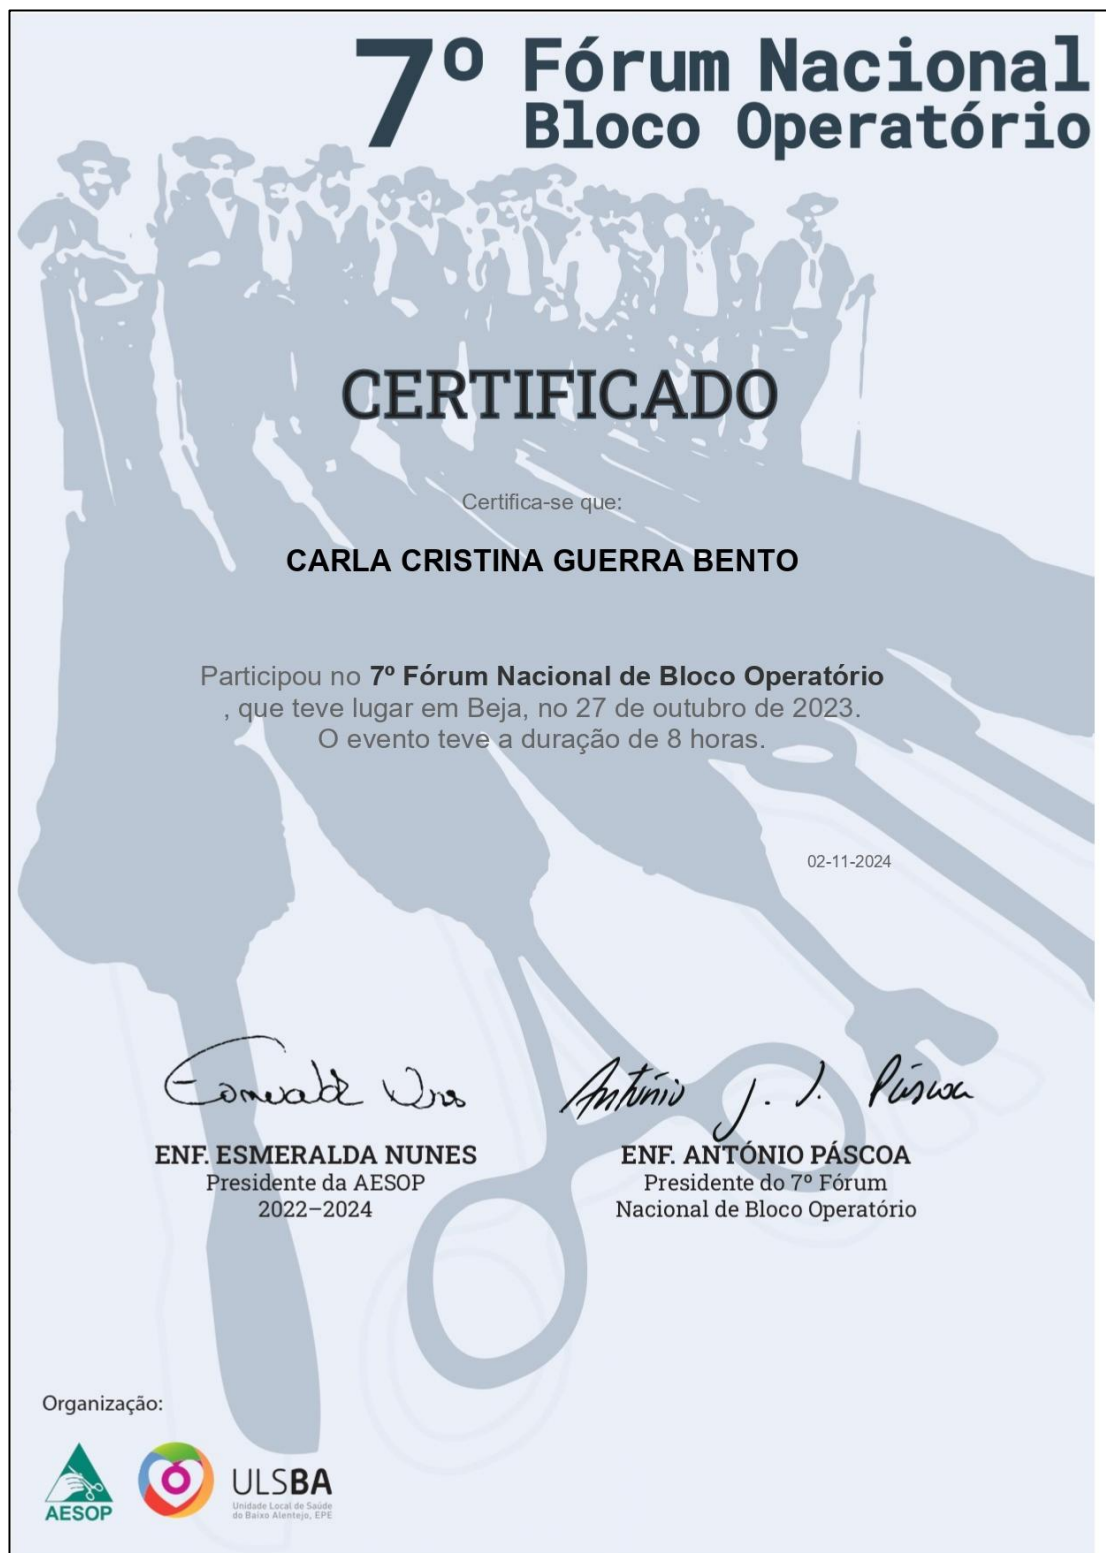 7º Fórum Nacional
Bloco Operatório
CERTIFICADO
Certifica-se que:
CARLA CRISTINA GUERRA BENTO
Participou no 7º Fórum Nacional de Bloco Operatório
, que teve lugar em Beja, no 27 de outubro de 2023.
O evento teve a duração de 8 horas.
02-11-2024
António J. J. Páscoa
ENF. ESMERALDA NUNES
Presidente da AESOP
2022–2024
ENF. ANTÓNIO PÁSCOA
Presidente do 7º Fórum
Nacional de Bloco Operatório
Organização:
AESOP
ULSBA
Unidade Local de Saúde
do Baixo Alentejo, EPE